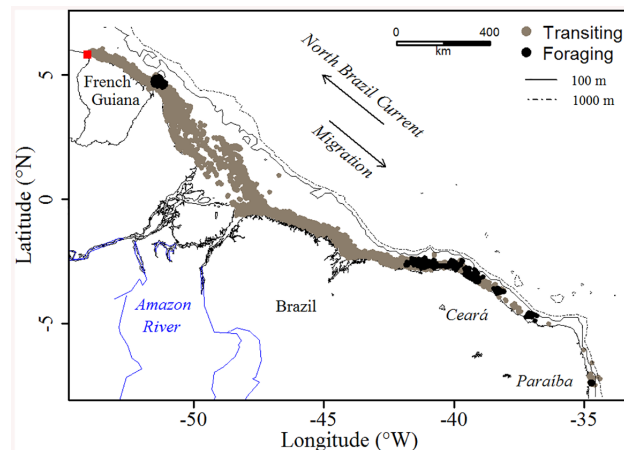 0 400
km
Transiting
Foraging
100 m
1000 m
North Brazil Current
Migration
French
Guiana
Brazil
Amazon
River
Ceará
Paraíba
5
0
-5
Latitude (°N)
-50 -45 -40 -35
Longitude (°W)